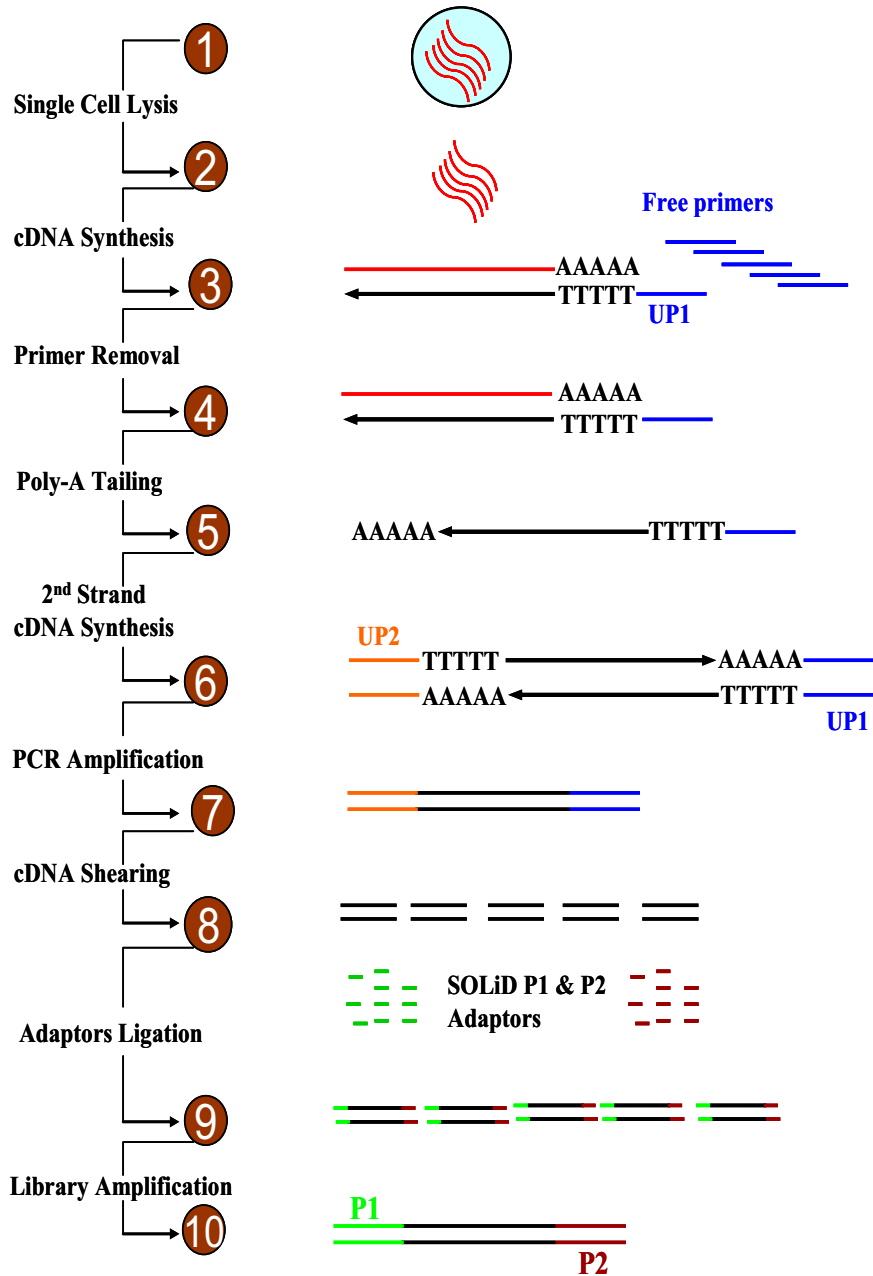 1
Single Cell Lysis
2
Free primers
cDNA Synthesis
AAAAA
3
TTTTT
UP1
Primer Removal
AAAAA
4
TTTTT
Poly-A Tailing
5
AAAAA TTTTT
2nd Strand
cDNA Synthesis
UP2
TTTTT AAAAA
6
AAAAA TTTTT
UP1
PCR Amplification
7
cDNA Shearing
8
SOLiD P1 & P2
Adaptors
Adaptors Ligation
9
Library Amplification
P1
10
P2